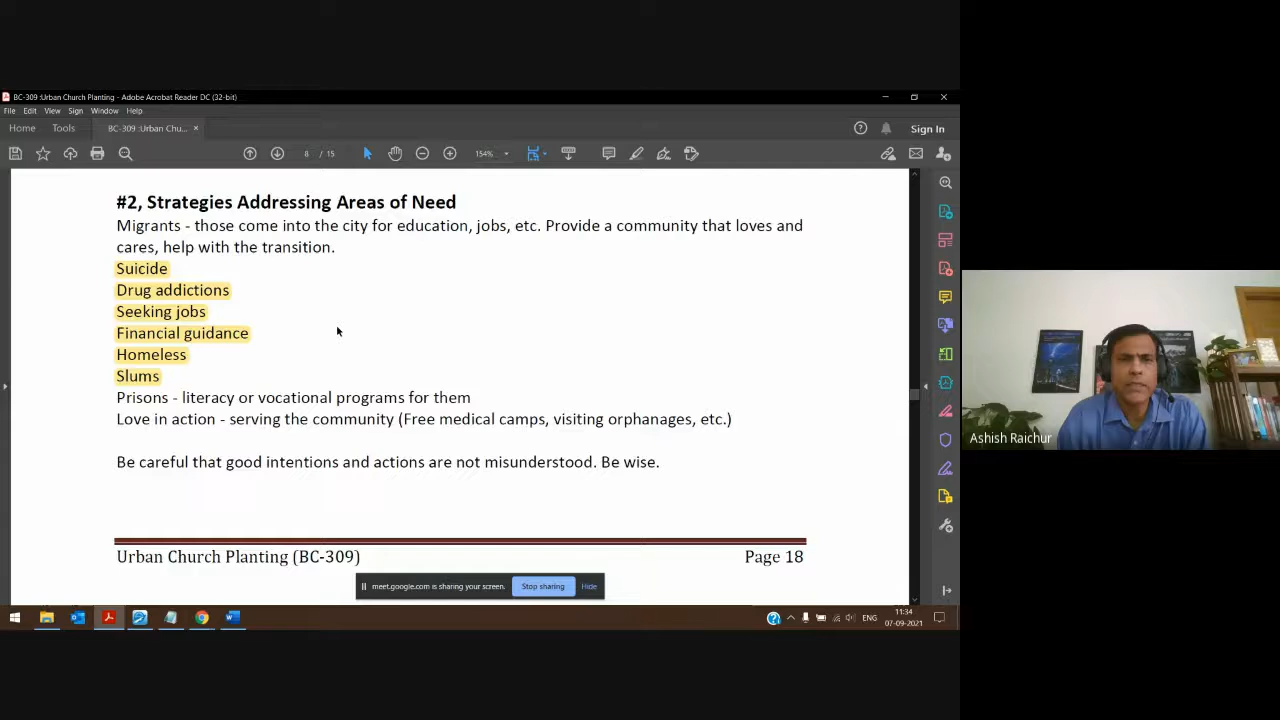 BC-309 :Urban Church Planting - Adobe Acrobat Reader DC (32-bit)
File Edit View Sign Window Help
Home Tools BC-309 :Urban Chu... × Sign In
8 / 15 154%
#2, Strategies Addressing Areas of Need
Migrants - those come into the city for education, jobs, etc. Provide a community that loves and
cares, help with the transition.
Suicide
Drug addictions
Seeking jobs
Financial guidance
Homeless
Slums
Prisons - literacy or vocational programs for them
Love in action - serving the community (Free medical camps, visiting orphanages, etc.)
Be careful that good intentions and actions are not misunderstood. Be wise.
Urban Church Planting (BC-309) Page 18
meet.google.com is sharing your screen. Stop sharing Hide
ENG 11:34
07-09-2021
Ashish Raichur